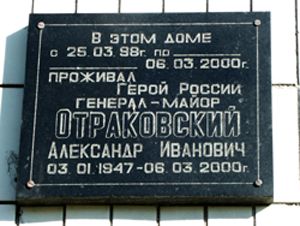 В ЭТОМ ДОМЕ
С 25.03.98г. ПО
06.03.2000г.
ПРОЖИВАЛ
ГЕРОЙ РОССИИ
ГЕНЕРАЛ-МАЙОР
ОТРАКОВСКИЙ
АЛЕКСАНДР ИВАНОВИЧ
03.01.1947-06.03.2000г.